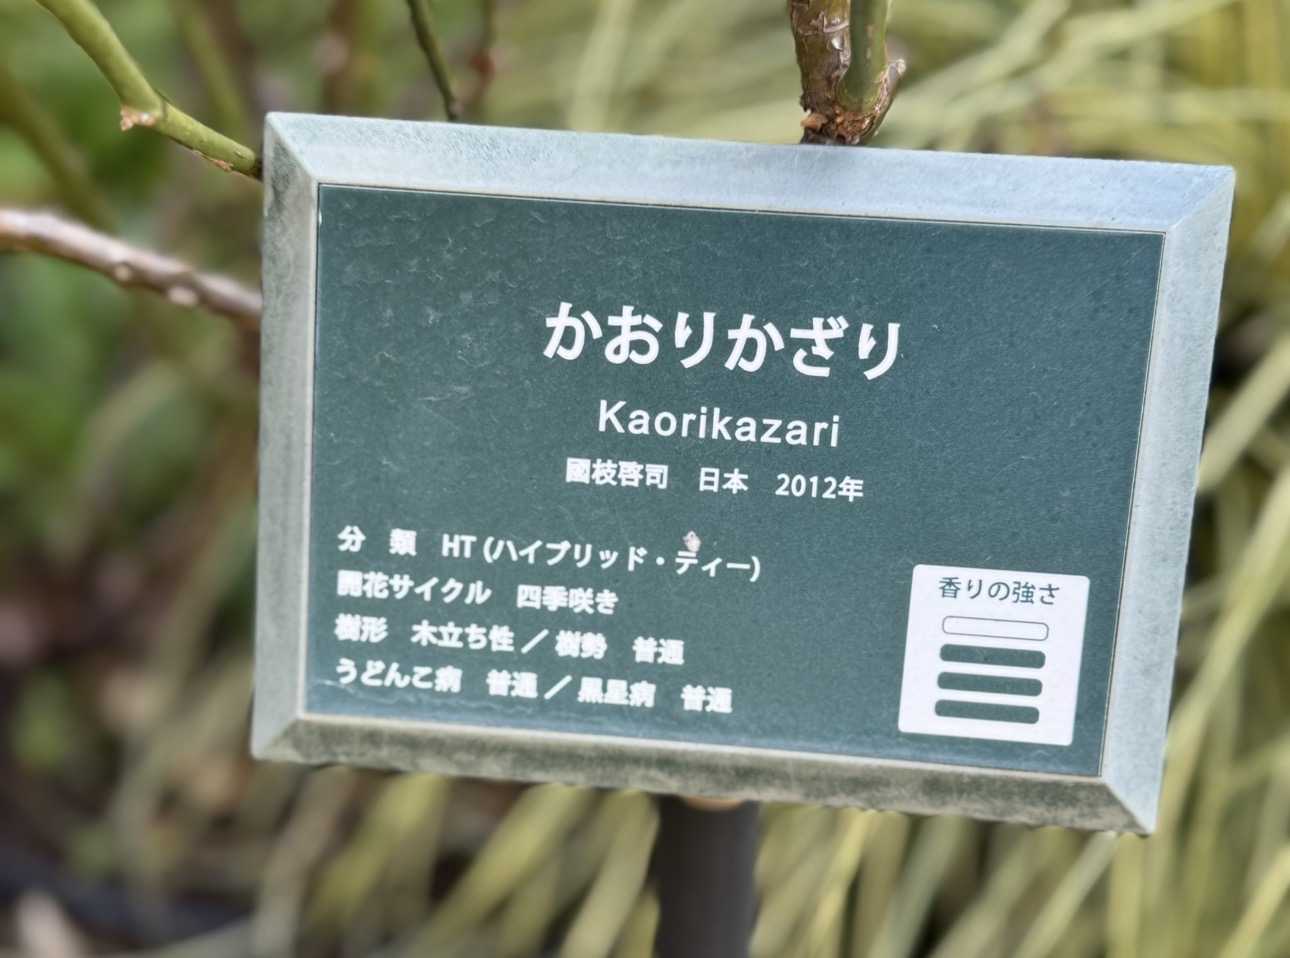 かおりかざり
Kaorikazari
國枝啓司　日本　2012年
分　類　HT (ハイブリッド・ティー)
開花サイクル　四季咲き
樹形　木立ち性／樹勢　普通
うどんこ病　普通／黒星病　普通
香りの強さ